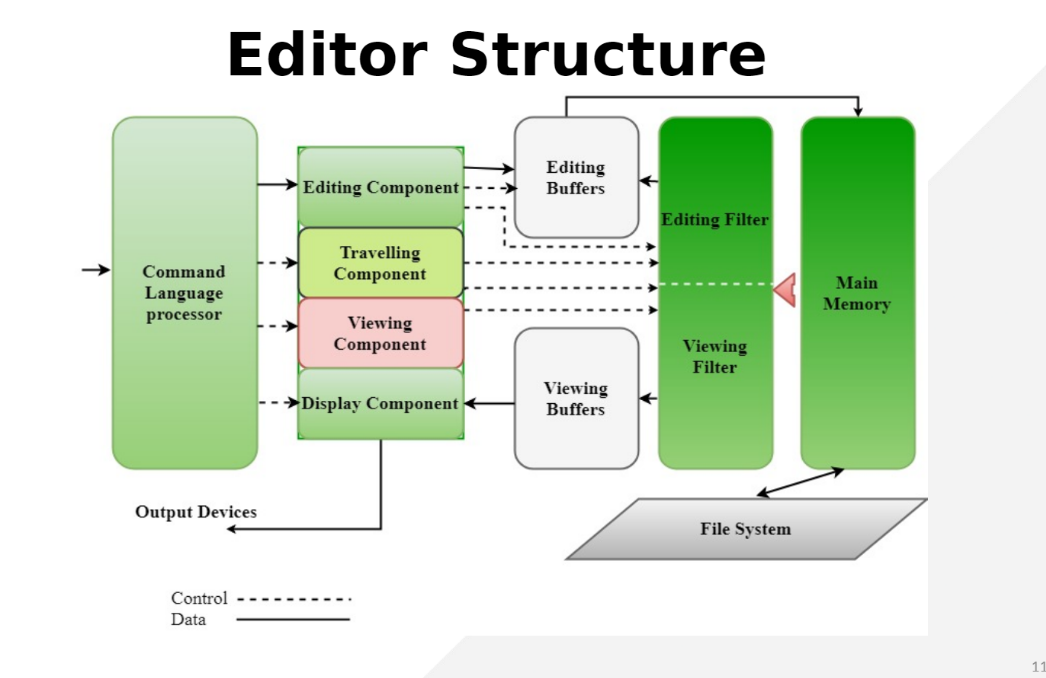 Editor Structure
Command
Language
processor
Editing Component
Travelling
Component
Viewing
Component
Display Component
Editing
Buffers
Viewing
Buffers
Editing Filter
Viewing
Filter
Main
Memory
Output Devices
File System
Control
Data
11